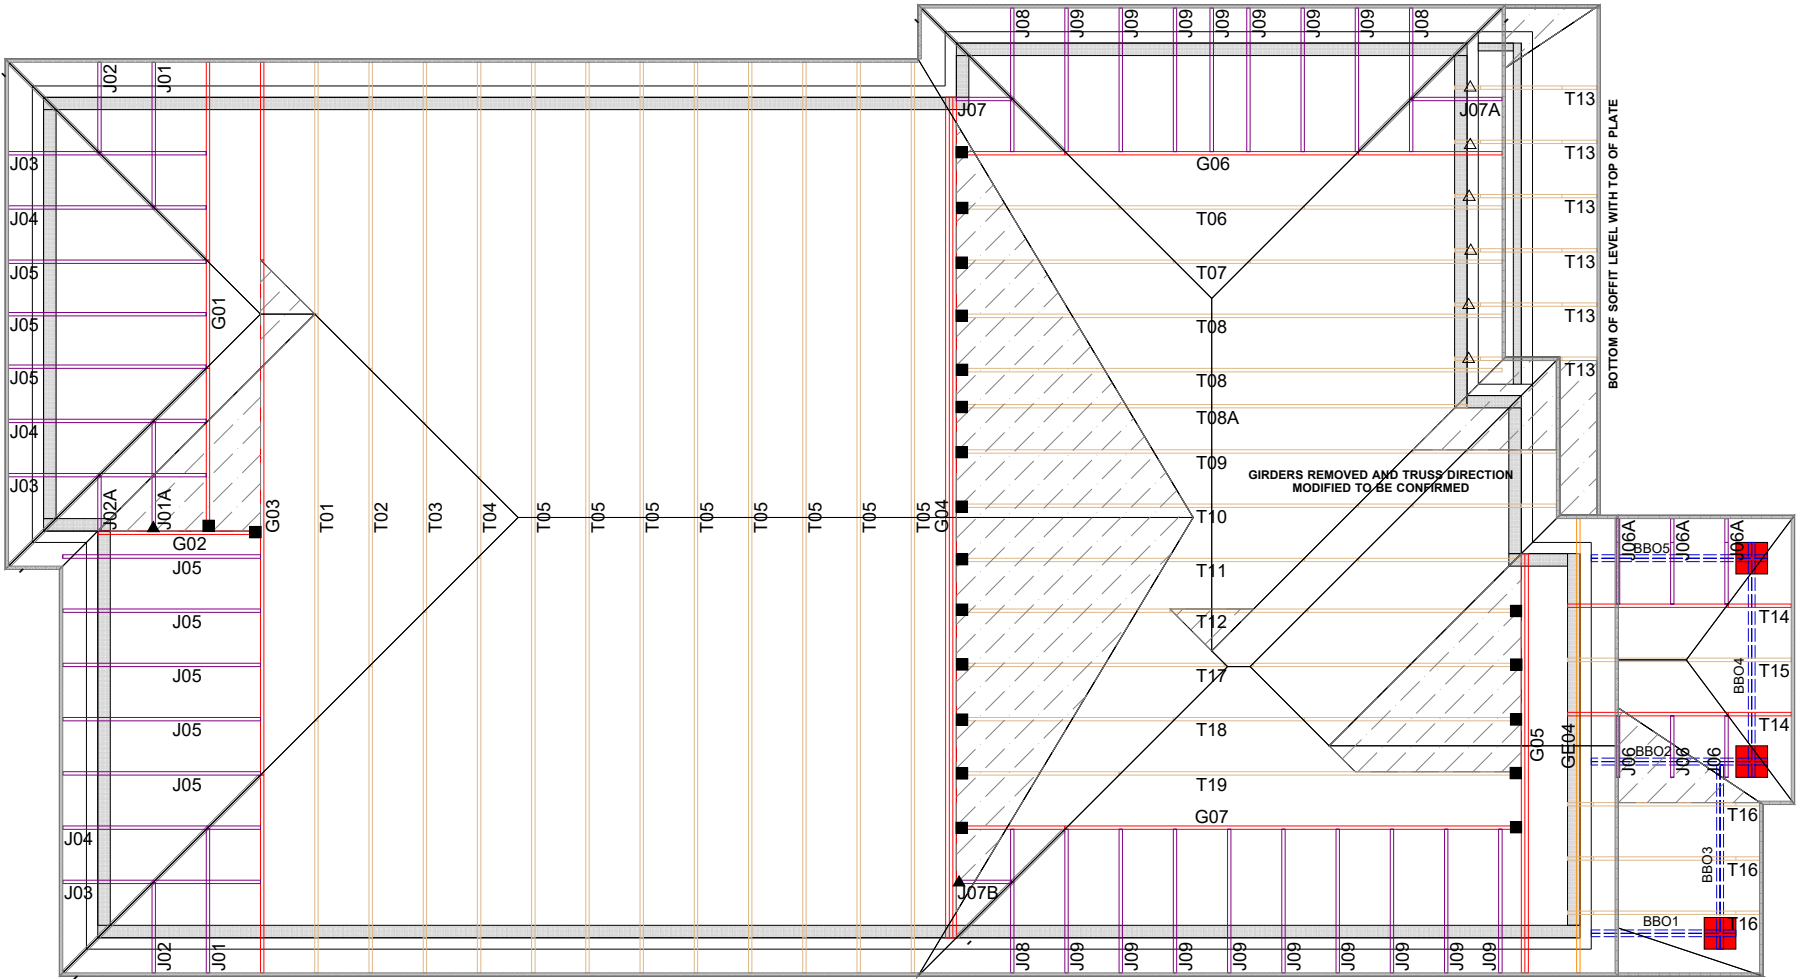 J02
J01
J03
J04
J05
J05
J05
J04
J03
G01
J02A
J01A
G02
G03
J05
J05
J05
J05
J05
J04
J03
J02
J01
T01
T02
T03
T04
T05
T05
T05
T05
T05
T05
T05
T05
G04
J08
J09
J09
J09
J09
J09
J09
J09
J08
J07
J07A
G06
T06
T07
T08
T08
T08A
T09
GIRDERS REMOVED AND TRUSS DIRECTION
MODIFIED TO BE CONFIRMED
T10
T11
T12
T17
T18
T19
G07
J07B
J08
J09
J09
J09
J09
J09
J09
J09
J09
J09
T13
T13
T13
T13
T13
T13
BOTTOM OF SOFFIT LEVEL WITH TOP OF PLATE
G05
GE04
J06A
J06A
J06A
BBO5
T14
BBO4
T15
T14
J06
BBO2
J06
J06
T16
BBO3
T16
BBO1
T16